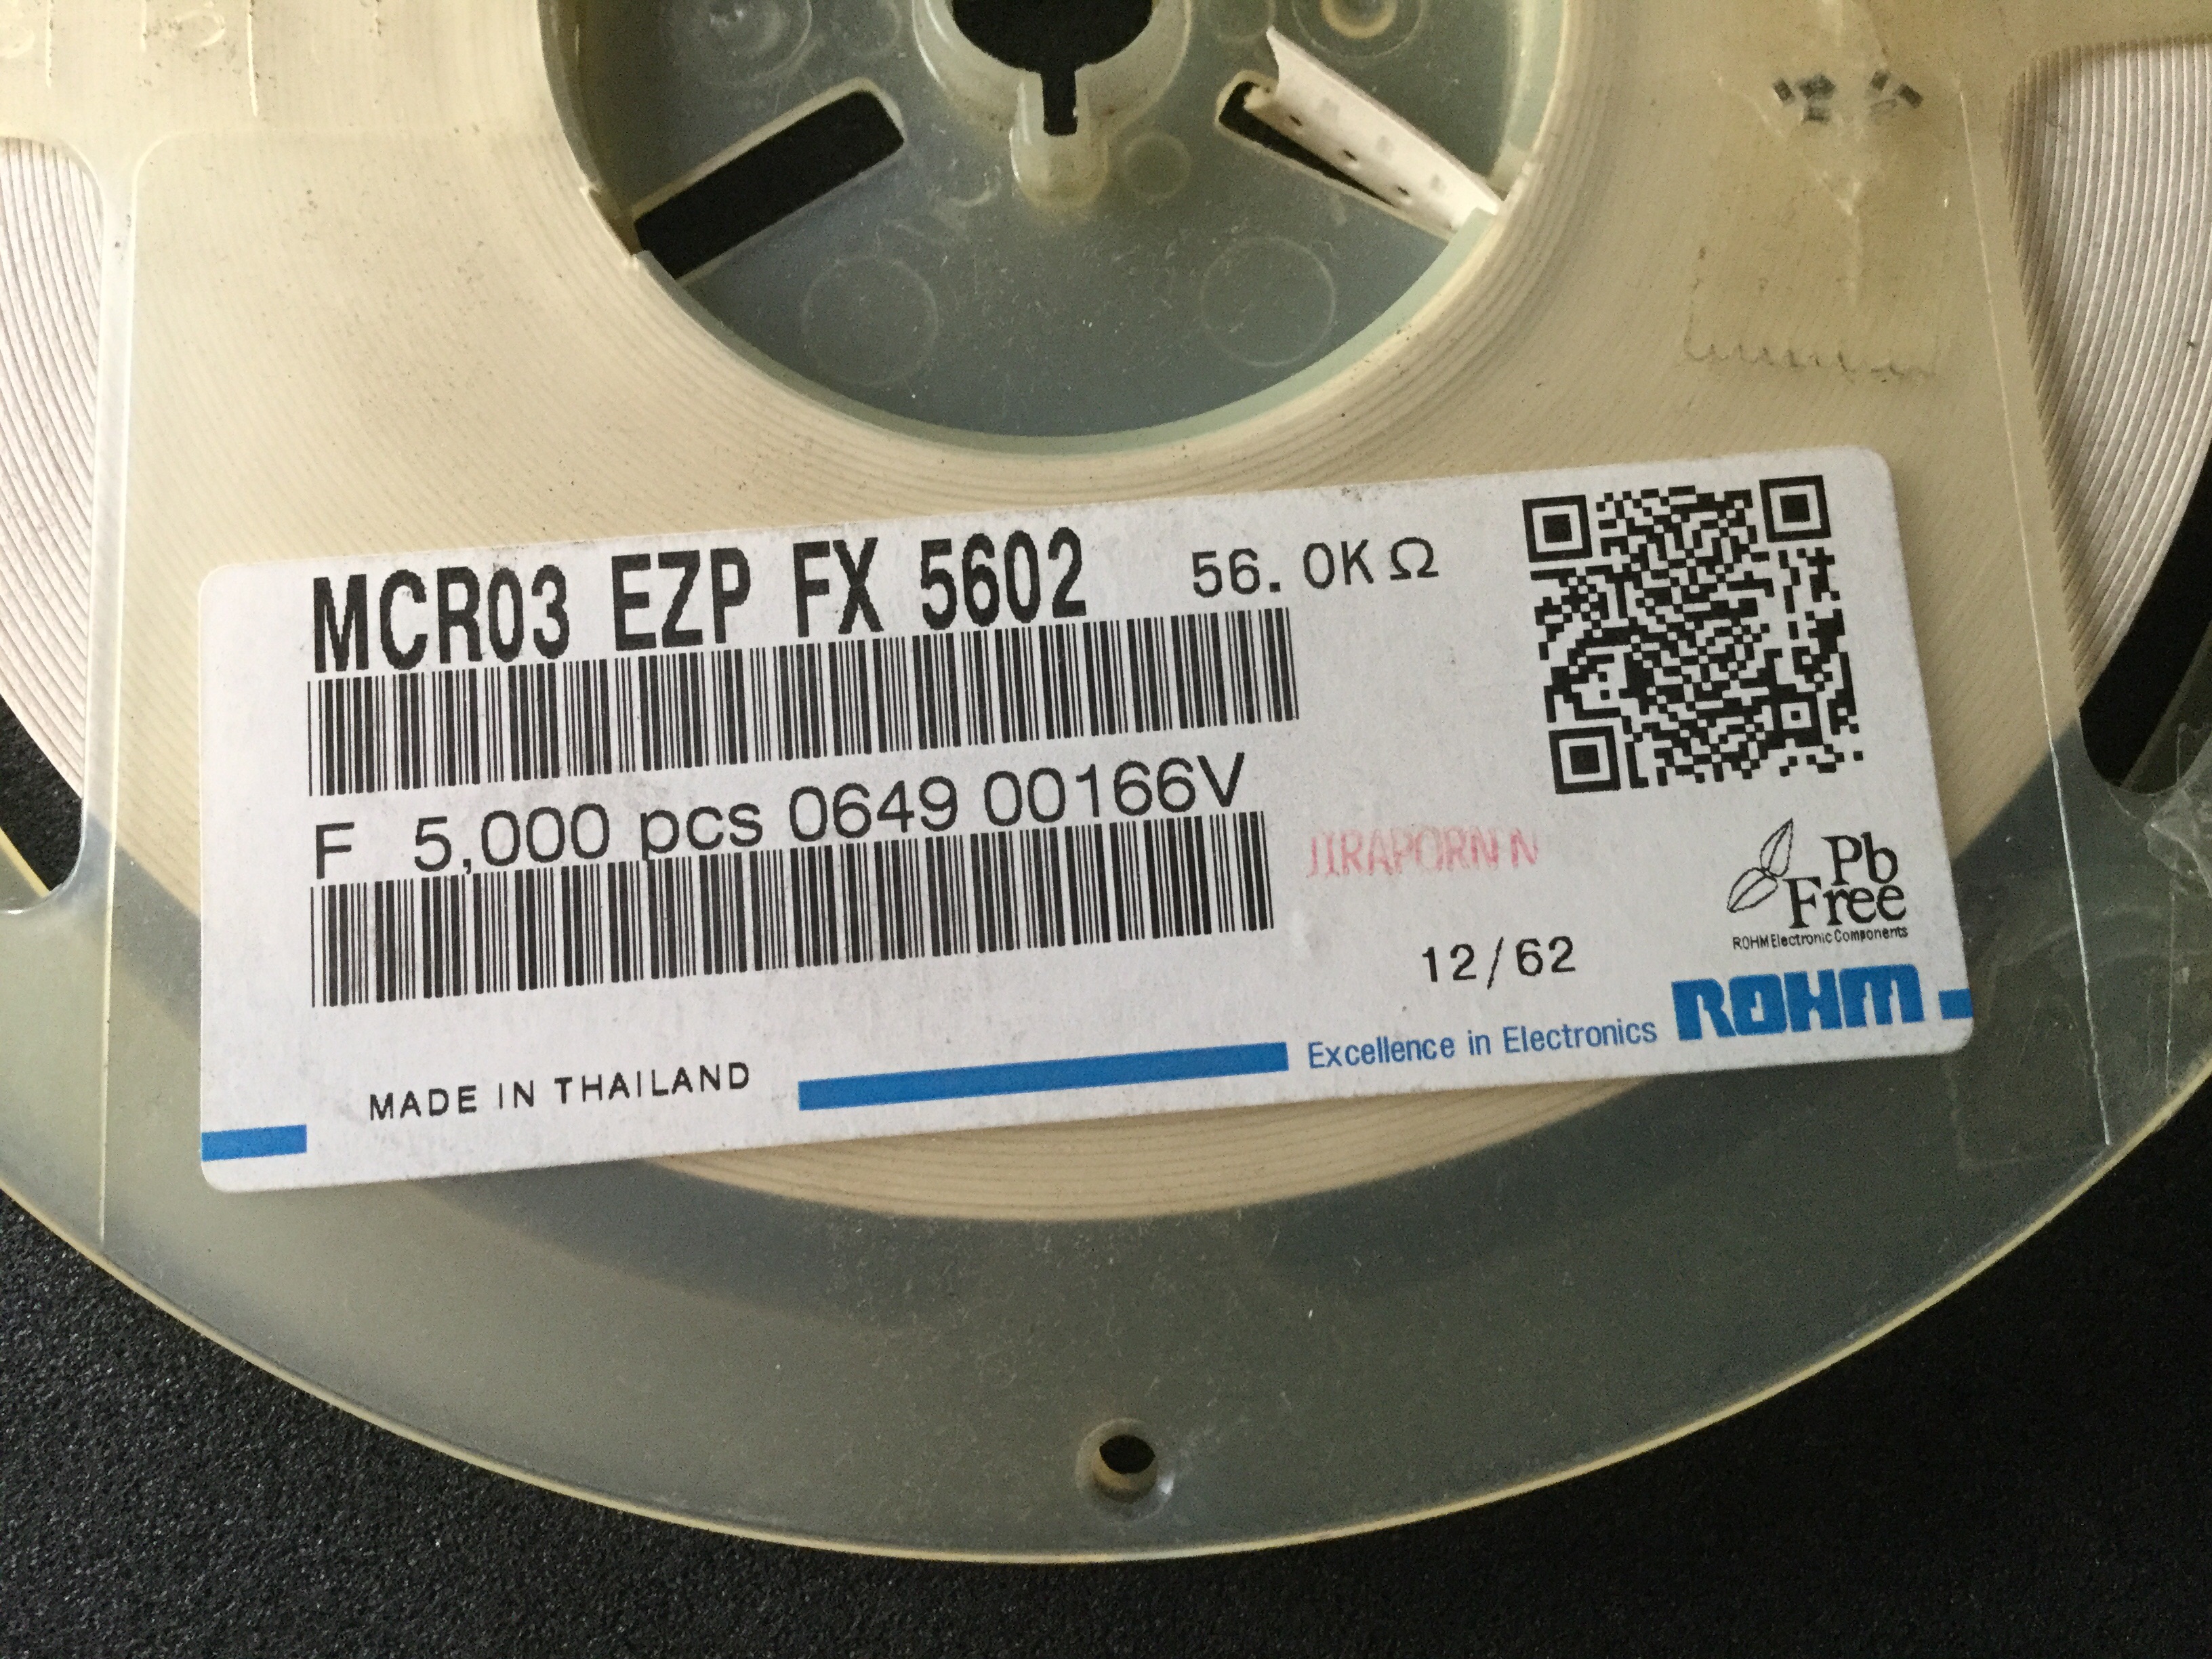 MCR03 EZP FX 5602 56.0KΩ
F 5,000 pcs 0649 00166V
JIRAPORN N
12/62
Pb
Free
ROHM Electronic Components
MADE IN THAILAND
Excellence in Electronics ROHM